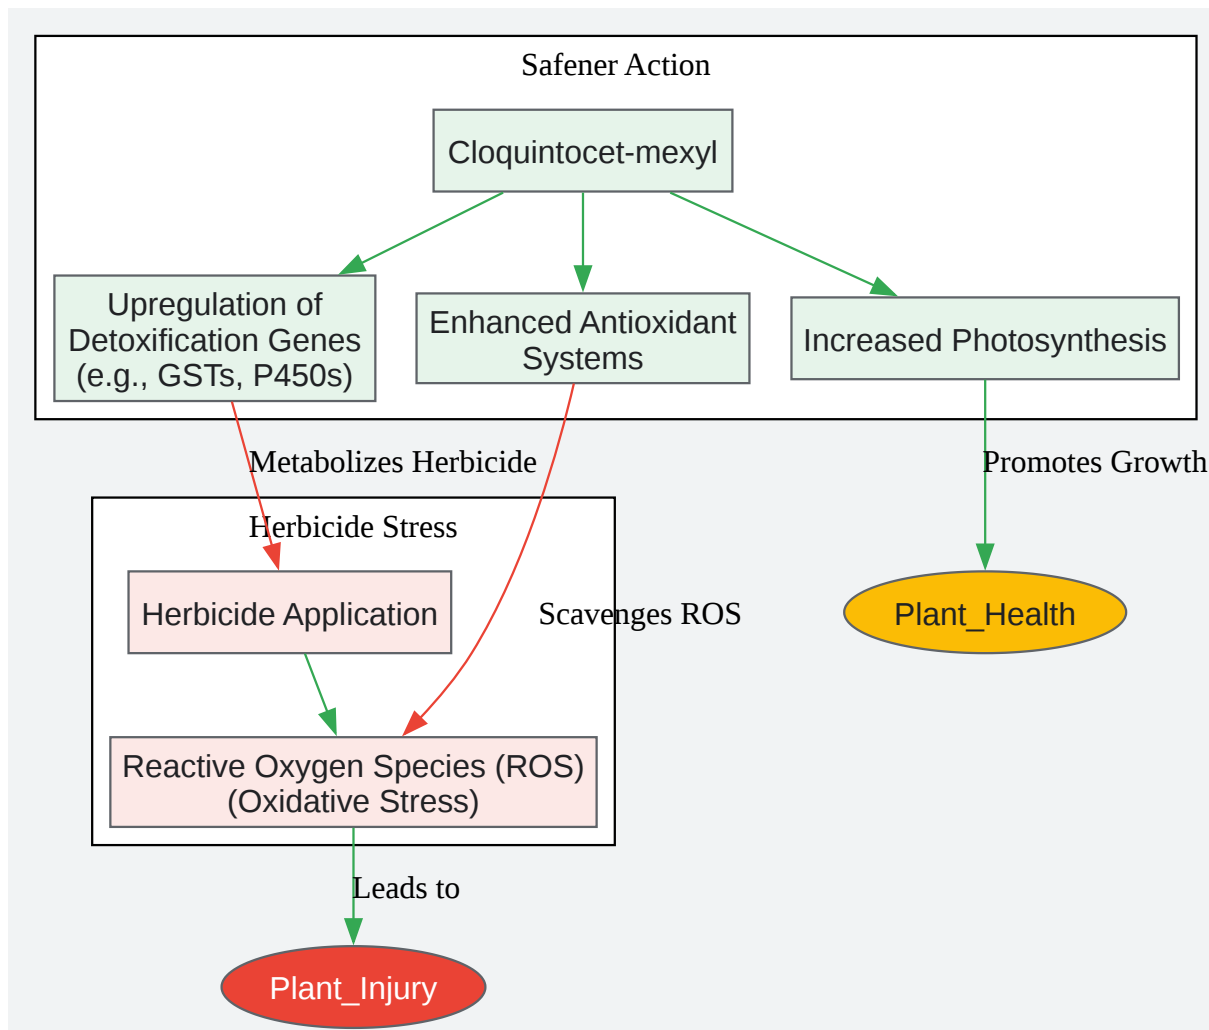 Safener Action
Cloquintocet-mexyl
Upregulation of
Detoxification Genes
(e.g., GSTs, P450s)
Enhanced Antioxidant
Systems
Increased Photosynthesis
Metabolizes Herbicide
Promotes Growth
Herbicide Stress
Herbicide Application
Scavenges ROS
Plant_Health
Reactive Oxygen Species (ROS)
(Oxidative Stress)
Leads to
Plant_Injury